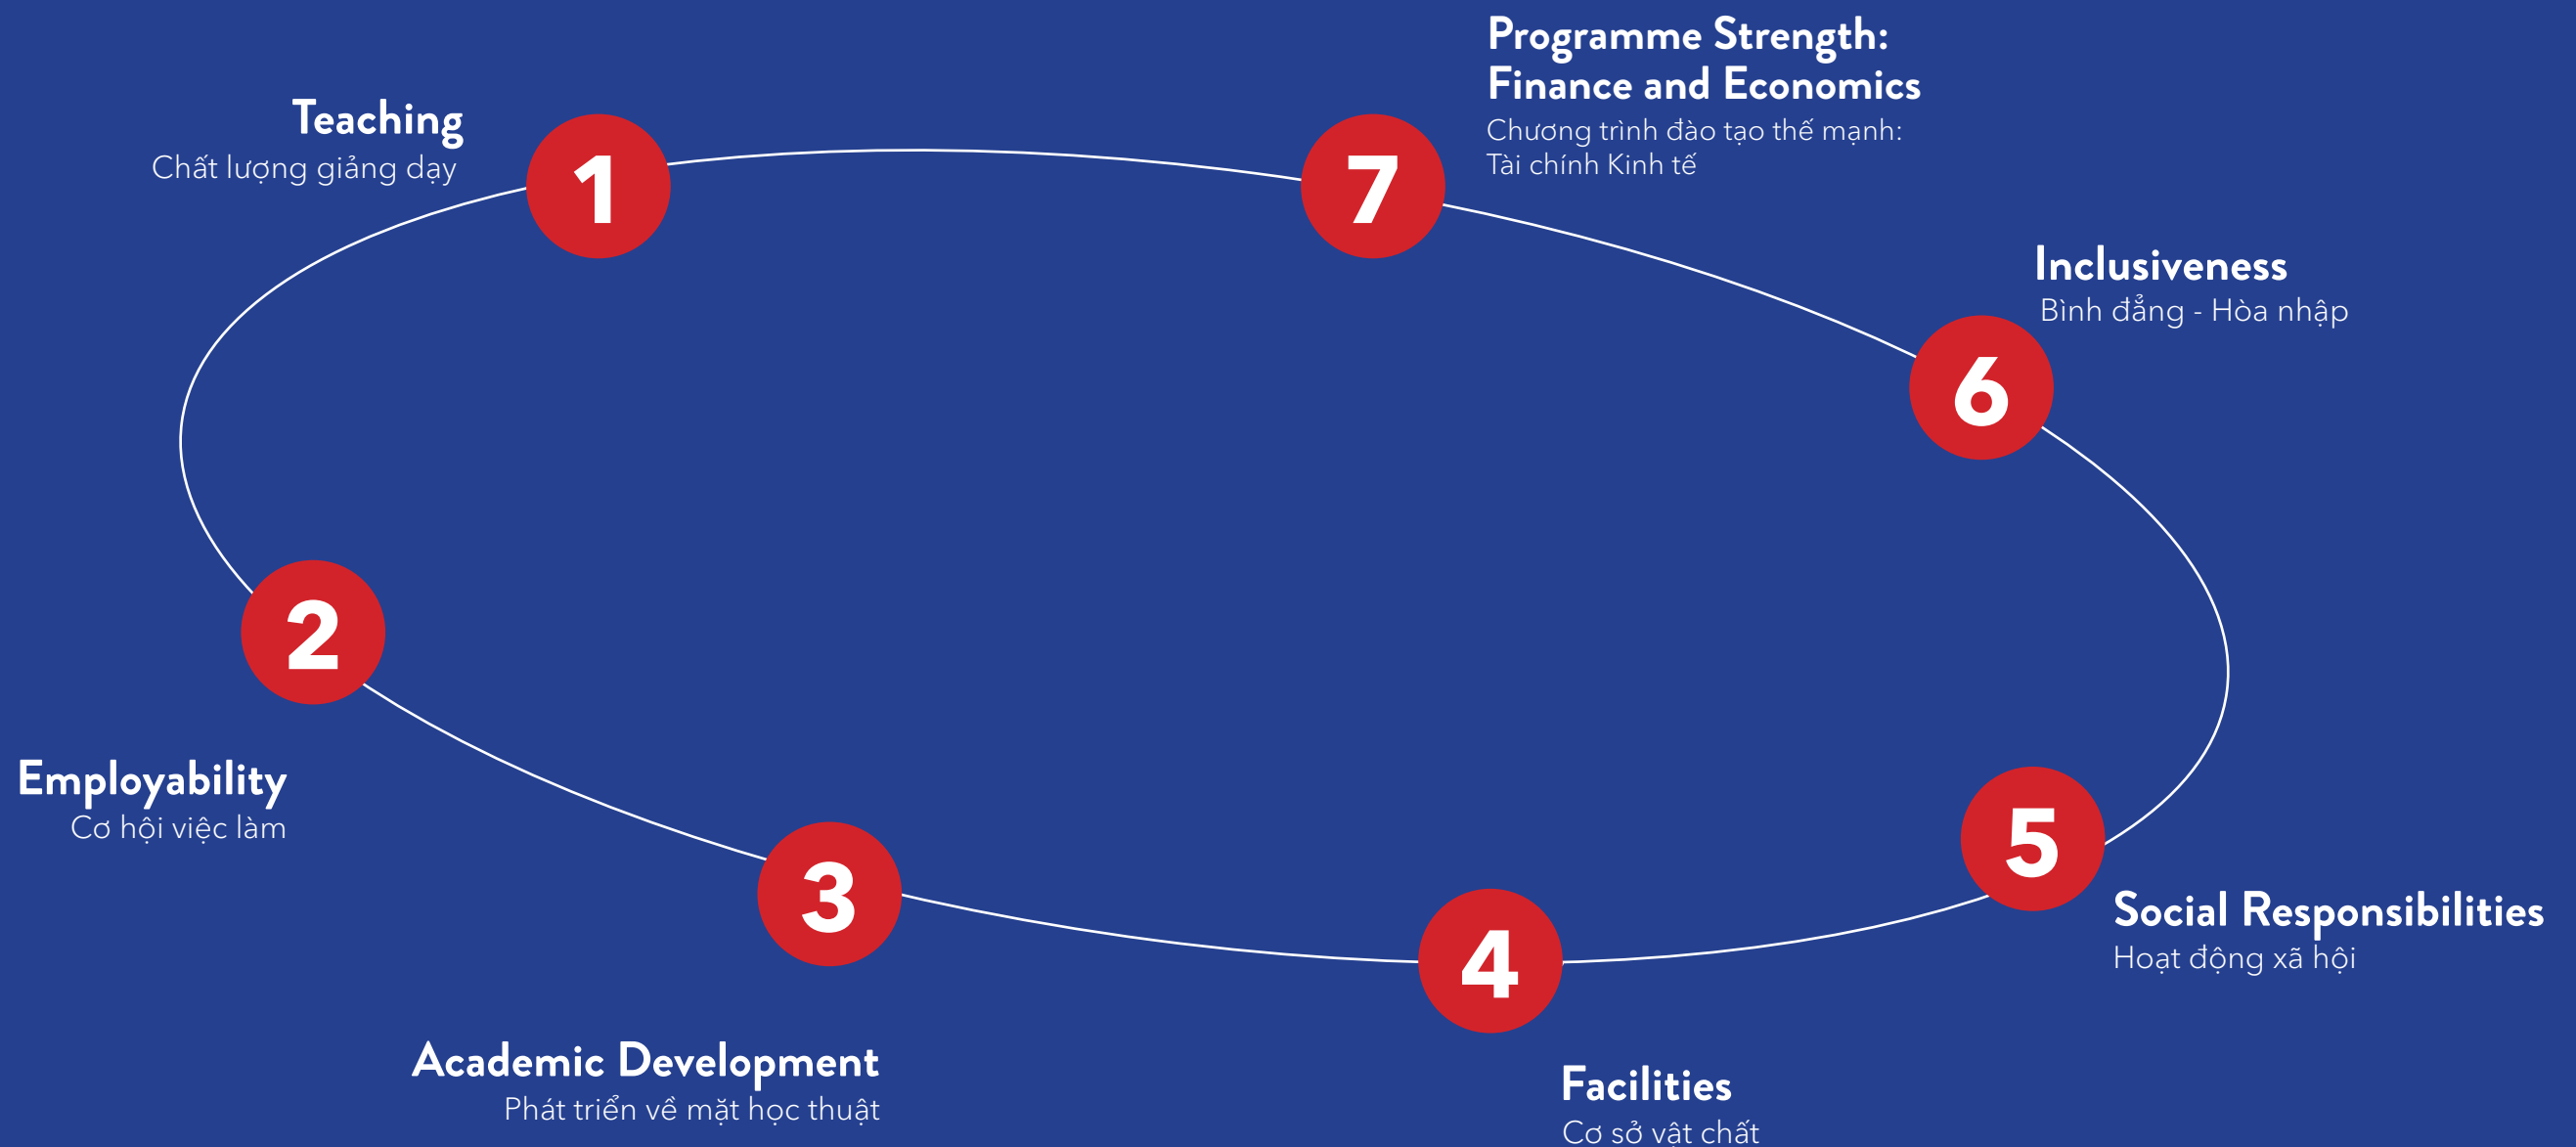 Teaching
Chất lượng giảng dạy
1
7
Programme Strength:
Finance and Economics
Chương trình đào tạo thế mạnh:
Tài chính Kinh tế
Inclusiveness
Bình đẳng - Hòa nhập
6
2
Employability
Cơ hội việc làm
3
Academic Development
Phát triển về mặt học thuật
4
Facilities
Cơ sở vật chất
5
Social Responsibilities
Hoạt động xã hội